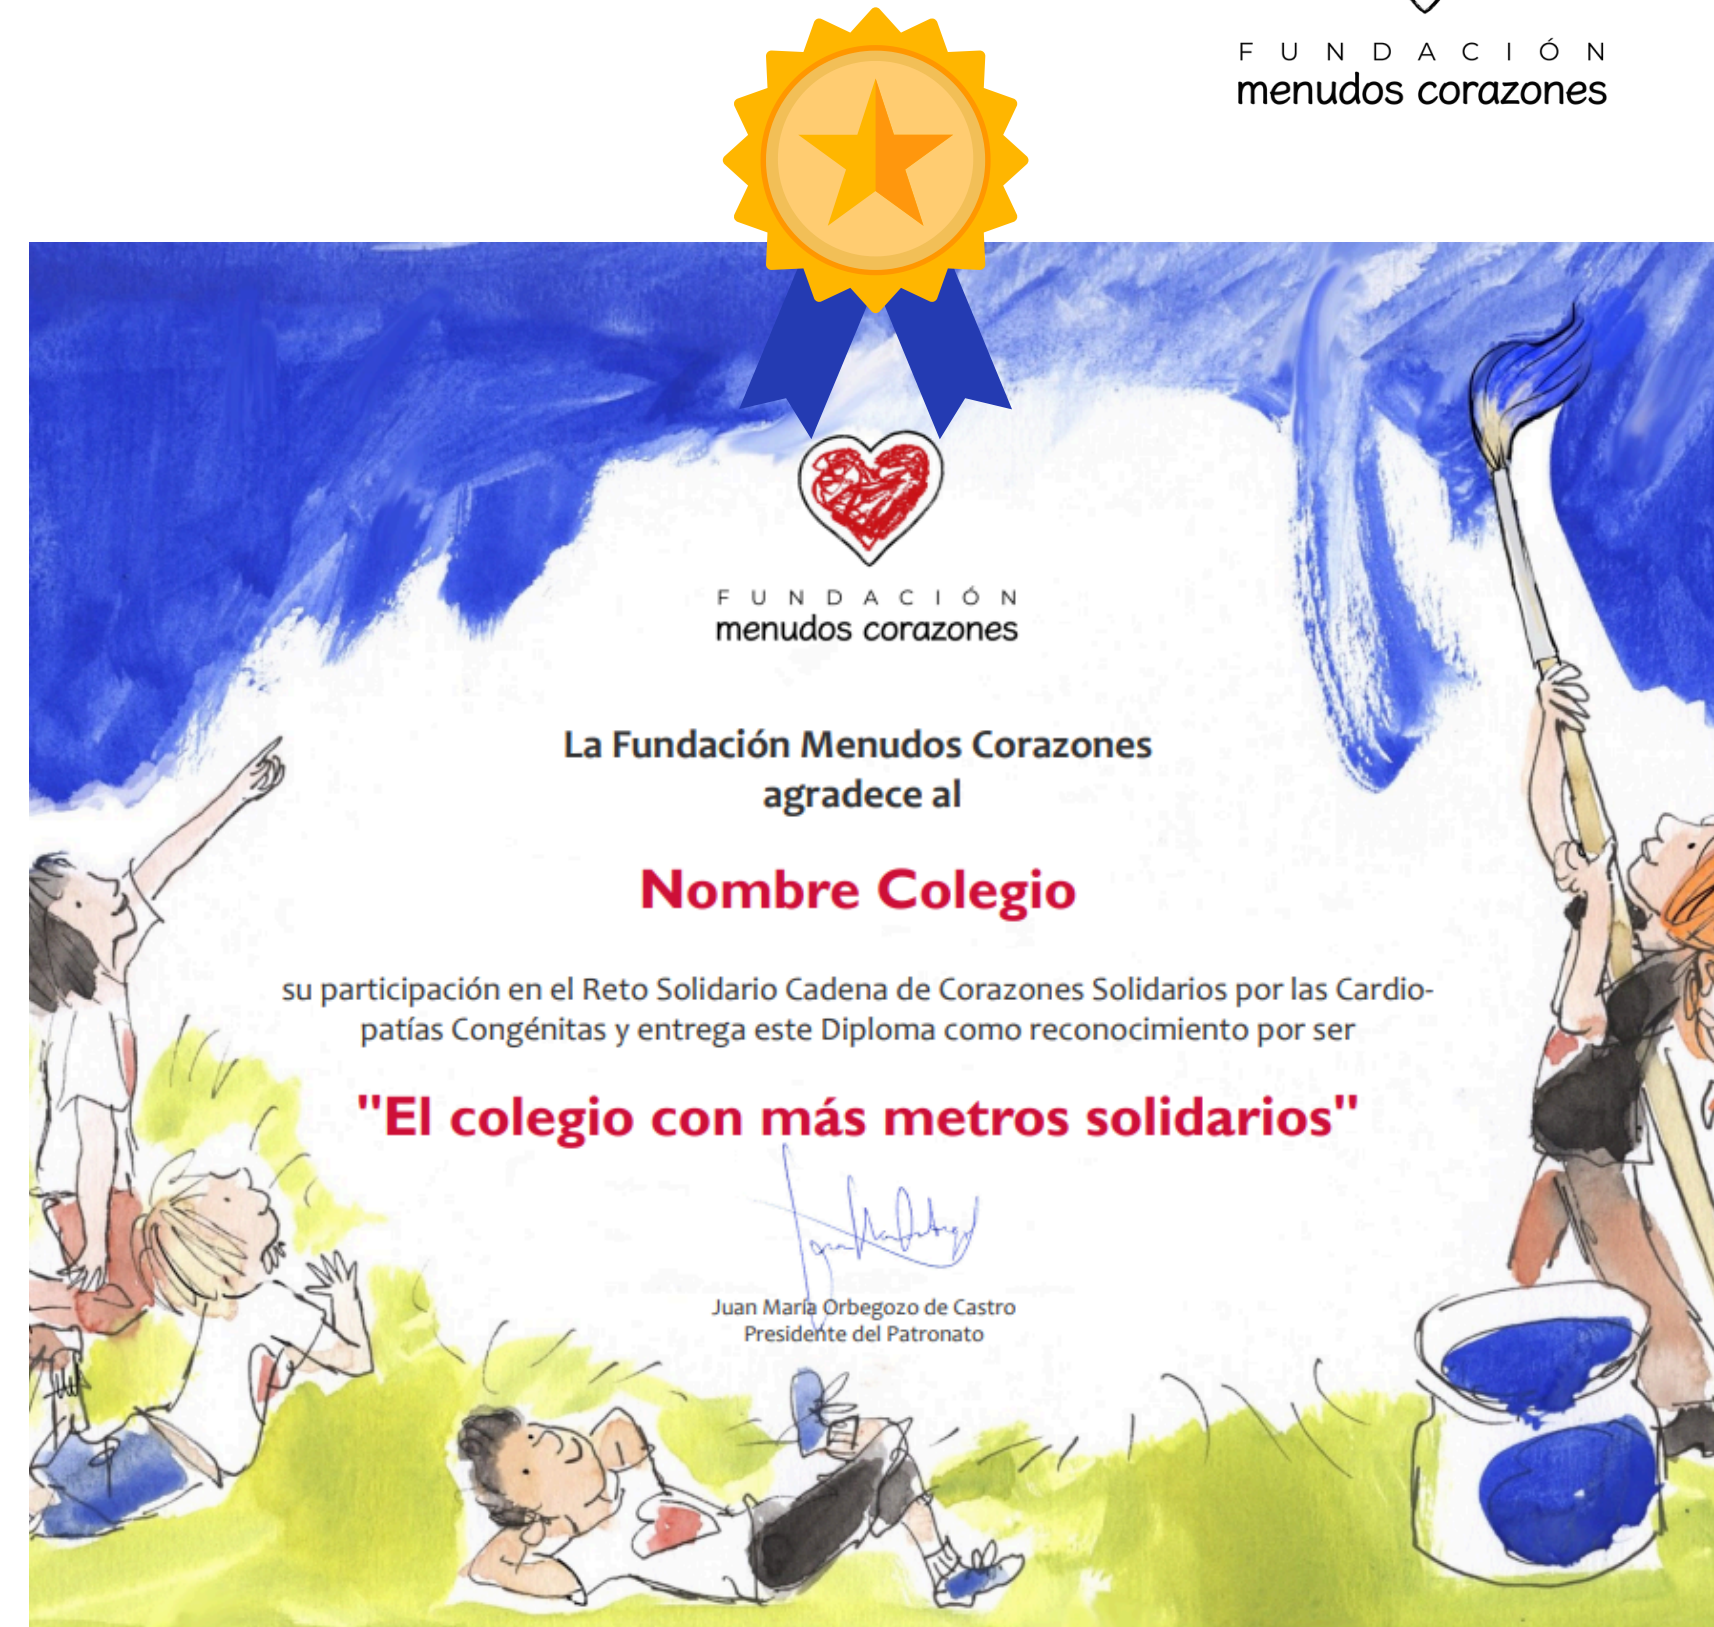 FUNDACIÓN
menudos corazones
FUNDACIÓN
menudos corazones
La Fundación Menudos Corazones
agradece al
Nombre Colegio
su participación en el Reto Solidario Cadena de Corazones Solidarios por las Cardio-
patías Congénitas y entrega este Diploma como reconocimiento por ser
"El colegio con más metros solidarios"
Juan María Orbegozo de Castro
Presidente del Patronato